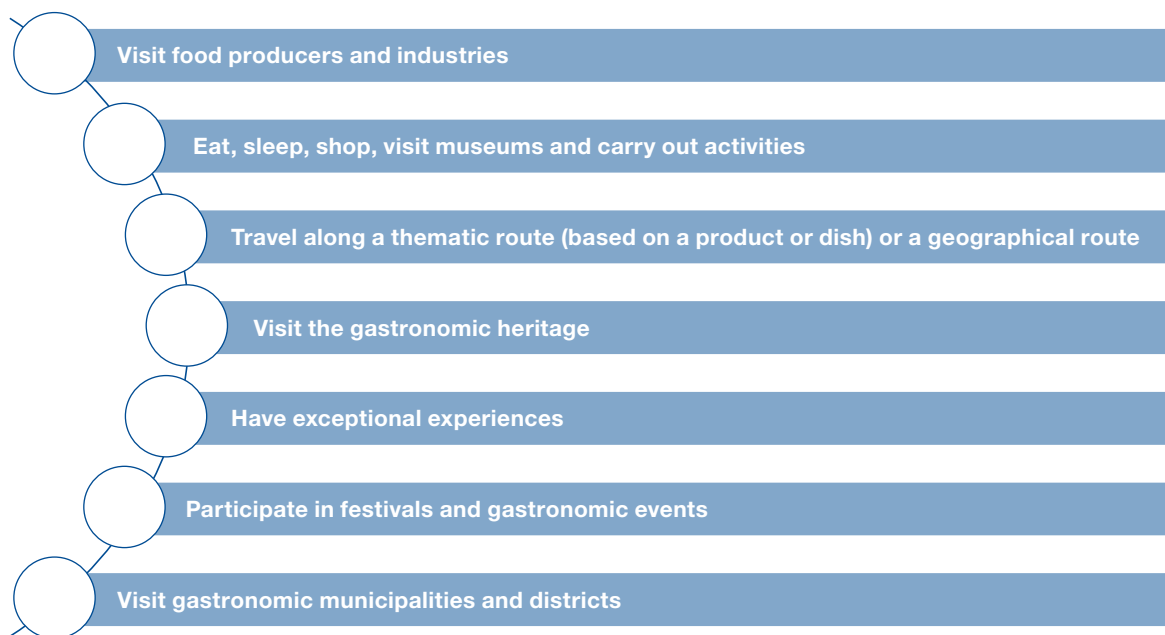 Visit food producers and industries
Eat, sleep, shop, visit museums and carry out activities
Travel along a thematic route (based on a product or dish) or a geographical route
Visit the gastronomic heritage
Have exceptional experiences
Participate in festivals and gastronomic events
Visit gastronomic municipalities and districts